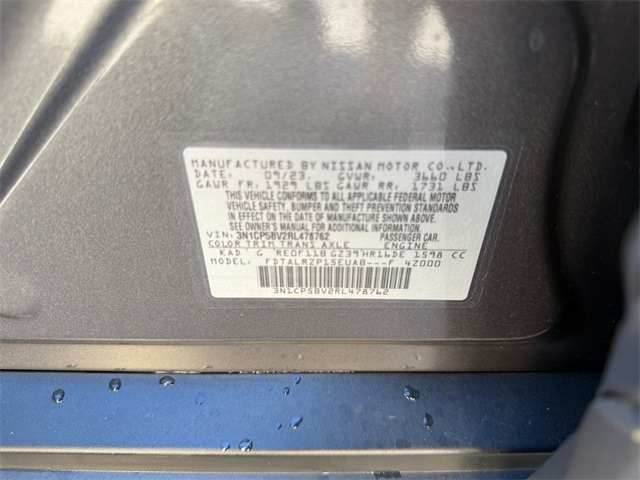 MANUFACTURED BY NISSAN MOTOR CO.,LTD.
DATE: 09/23 GVWR: 3660 LBS
GAWR FR: 1929 LBS GAWR RR: 1731 LBS
THIS VEHICLE CONFORMS TO ALL APPLICABLE FEDERAL MOTOR
VEHICLE SAFETY, BUMPER AND THEFT PREVENTION STANDARDS
IN EFFECT ON THE DATE OF MANUFACTURE SHOWN ABOVE.
SEE OWNER'S MANUAL FOR ADDITIONAL INFORMATION
VIN: 3N1CP5BV2RL478762 PASSENGER CAR.
COLOR TRIM TRANS AXLE ENGINE
KAD G RE0F11B GZ39 HR16DE 1598 CC
MODEL: FDTALRZP15EUAB---F 4Z000
3N1CP5BV2RL478762